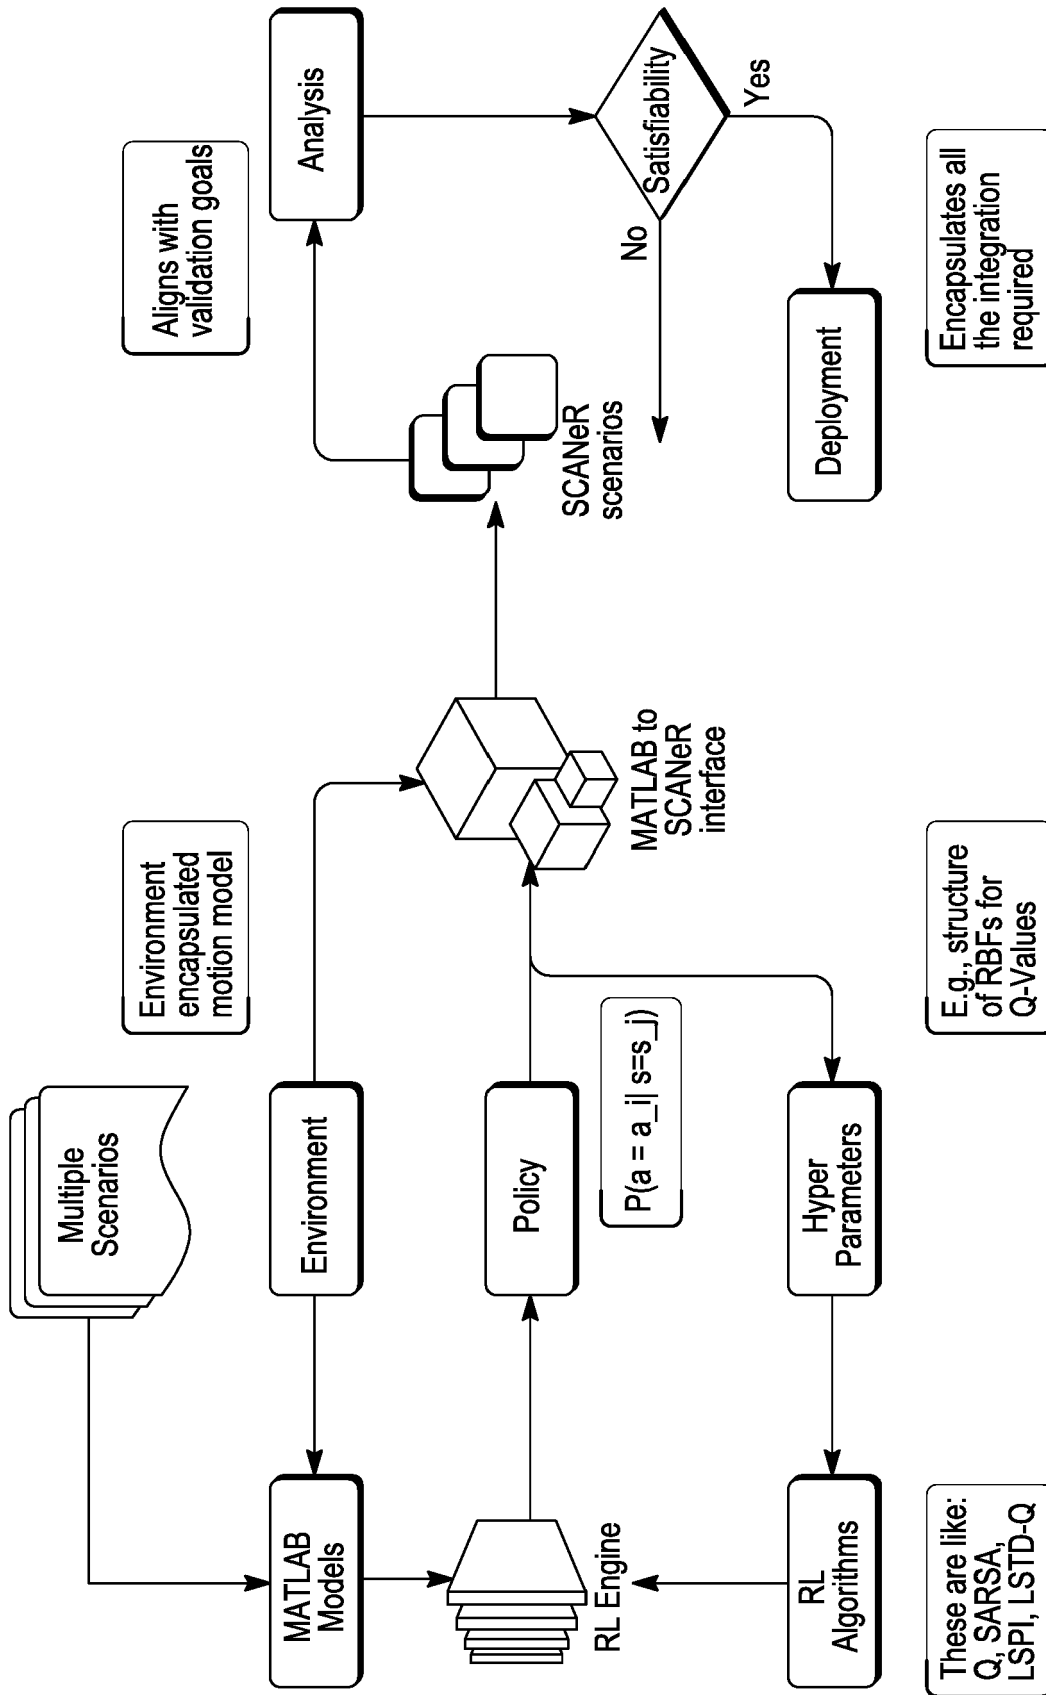 Multiple
Scenarios
Environment
encapsulated
motion model
Aligns with
validation goals
MATLAB
Models
Environment
Analysis
RL Engine
Policy
P(a = a_i| s=s_j)
MATLAB to
SCANeR
interface
SCANeR
scenarios
No
Satisfiability
Yes
RL
Algorithms
Hyper
Parameters
Deployment
These are like:
Q, SARSA,
LSPI, LSTD-Q
E.g., structure
of RBFs for
Q-Values
Encapsulates all
the integration
required